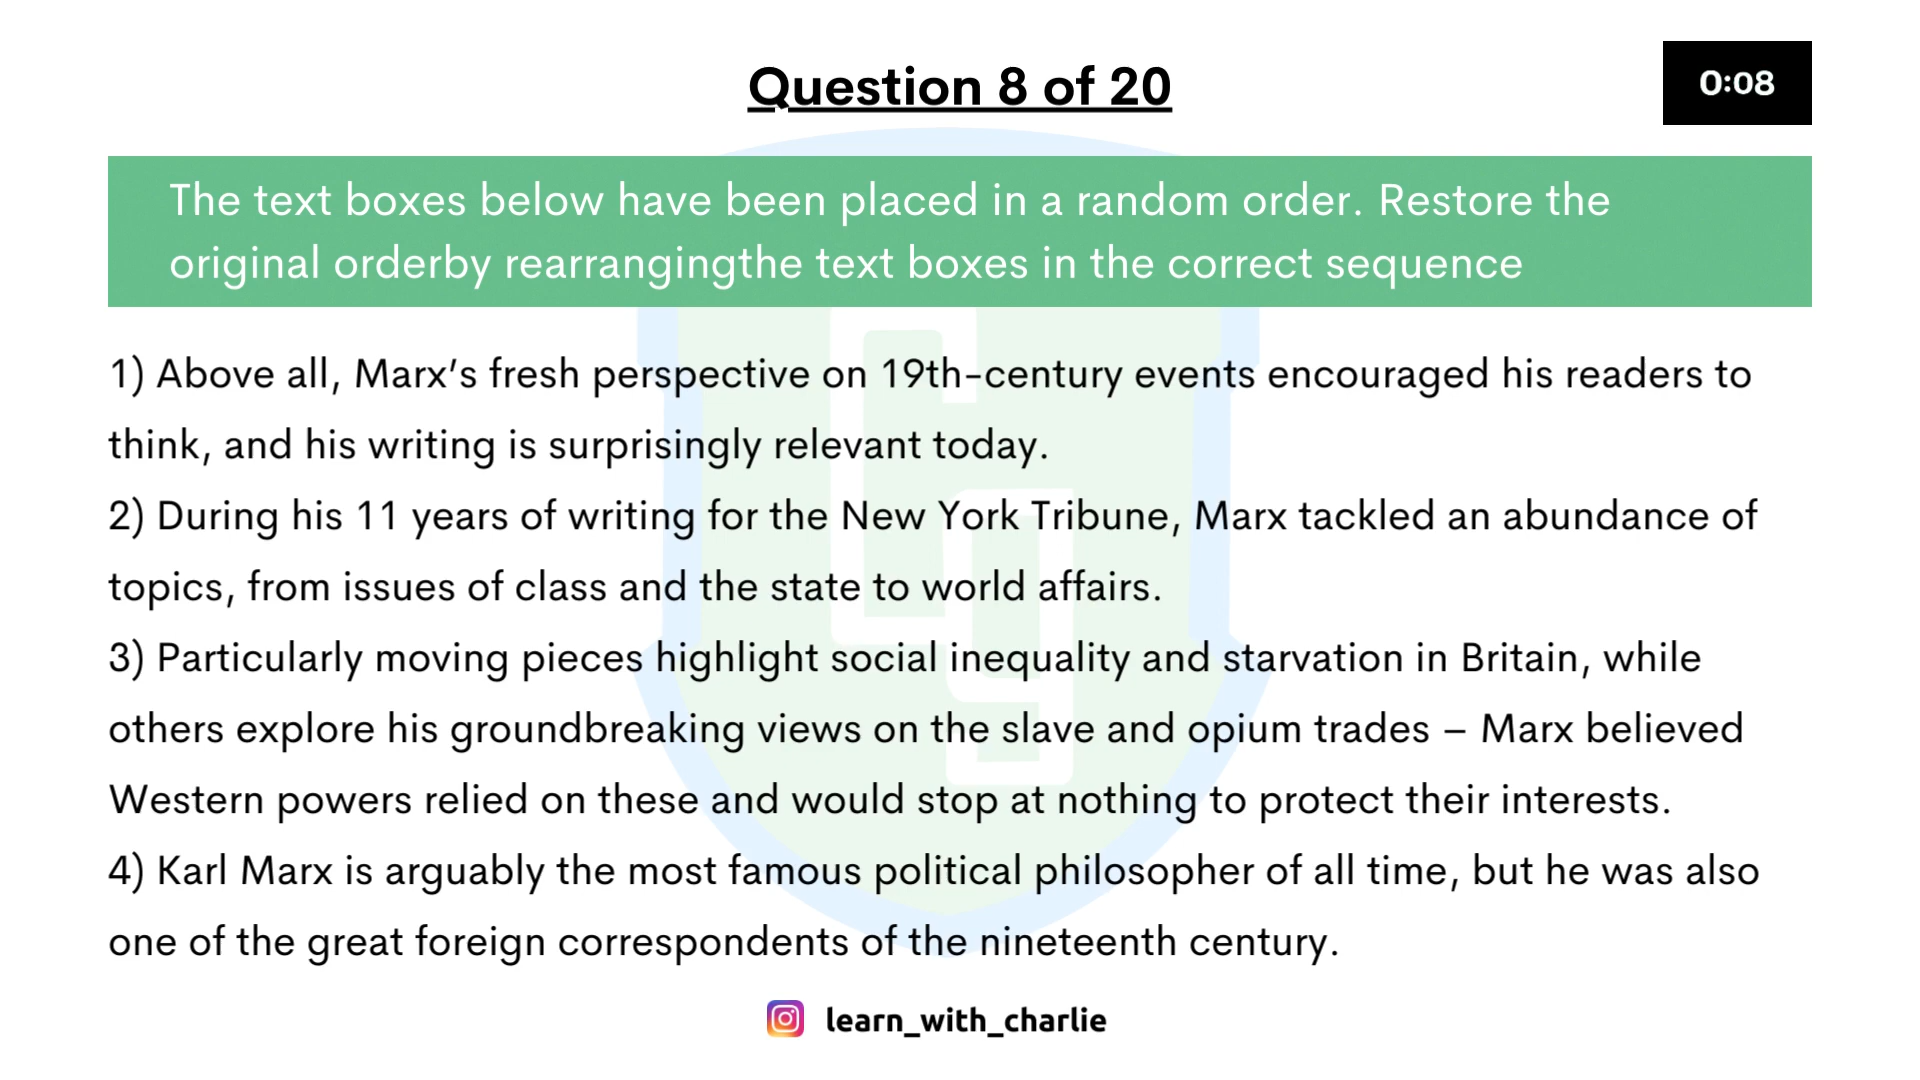 Question 8 of 20
0:08
The text boxes below have been placed in a random order. Restore the
original orderby rearrangingthe text boxes in the correct sequence
1) Above all, Marx’s fresh perspective on 19th-century events encouraged his readers to
think, and his writing is surprisingly relevant today.
2) During his 11 years of writing for the New York Tribune, Marx tackled an abundance of
topics, from issues of class and the state to world affairs.
3) Particularly moving pieces highlight social inequality and starvation in Britain, while
others explore his groundbreaking views on the slave and opium trades – Marx believed
Western powers relied on these and would stop at nothing to protect their interests.
4) Karl Marx is arguably the most famous political philosopher of all time, but he was also
one of the great foreign correspondents of the nineteenth century.
learn_with_charlie